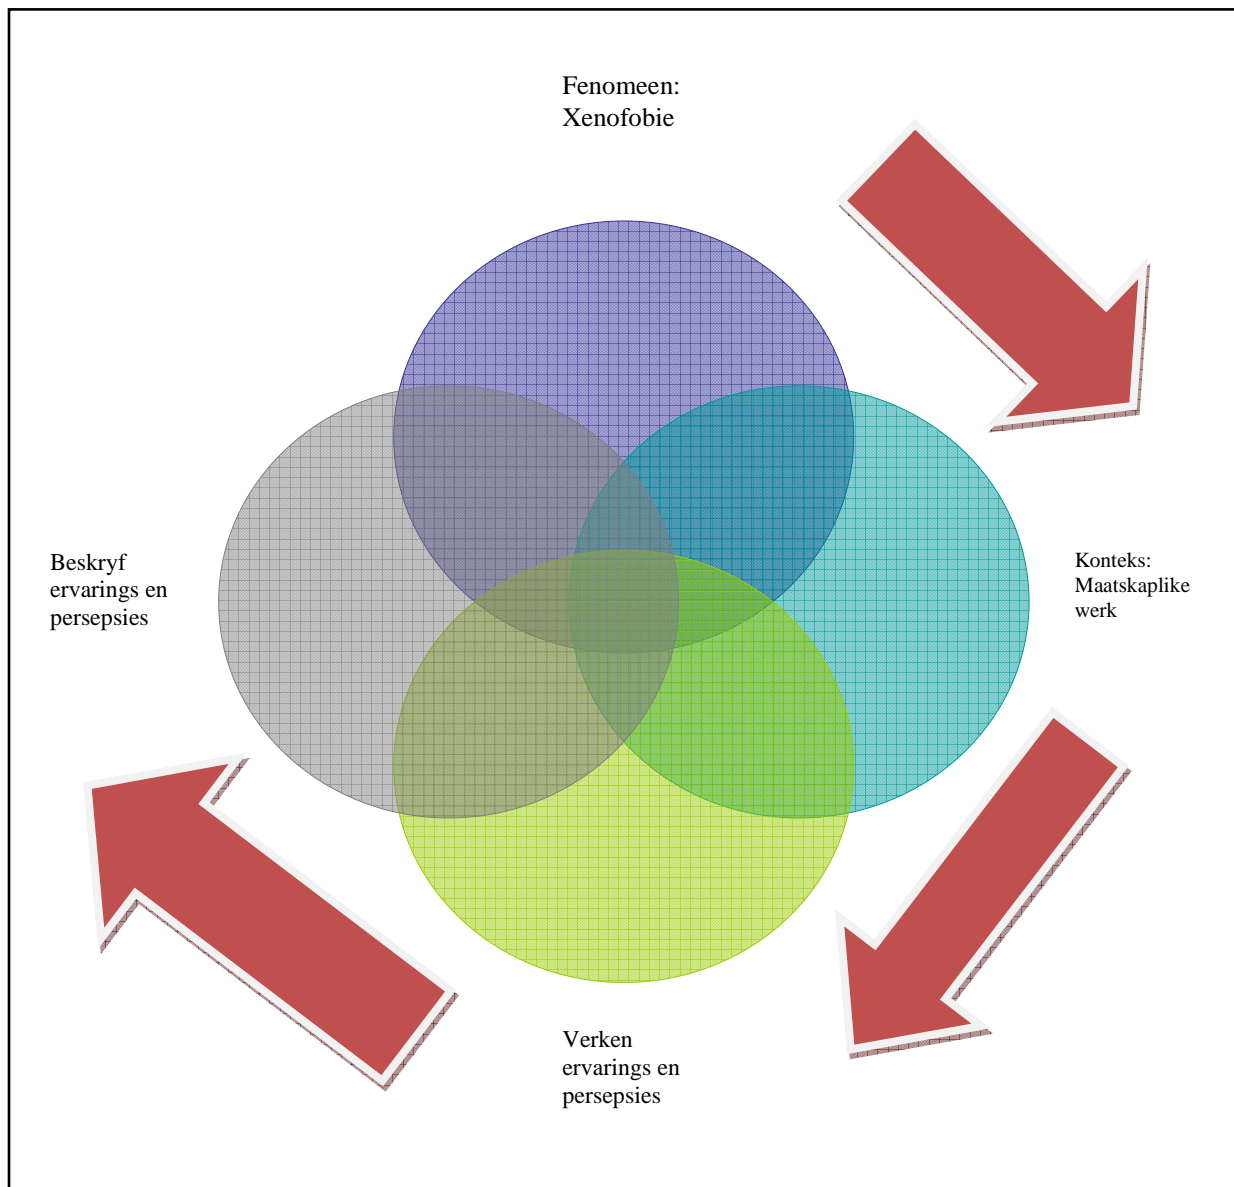 Fenomeen:
Xenofobie
Beskryf
ervarings en
persepsies
Konteks:
Maatskaplike
werk
Verken
ervarings en
persepsies